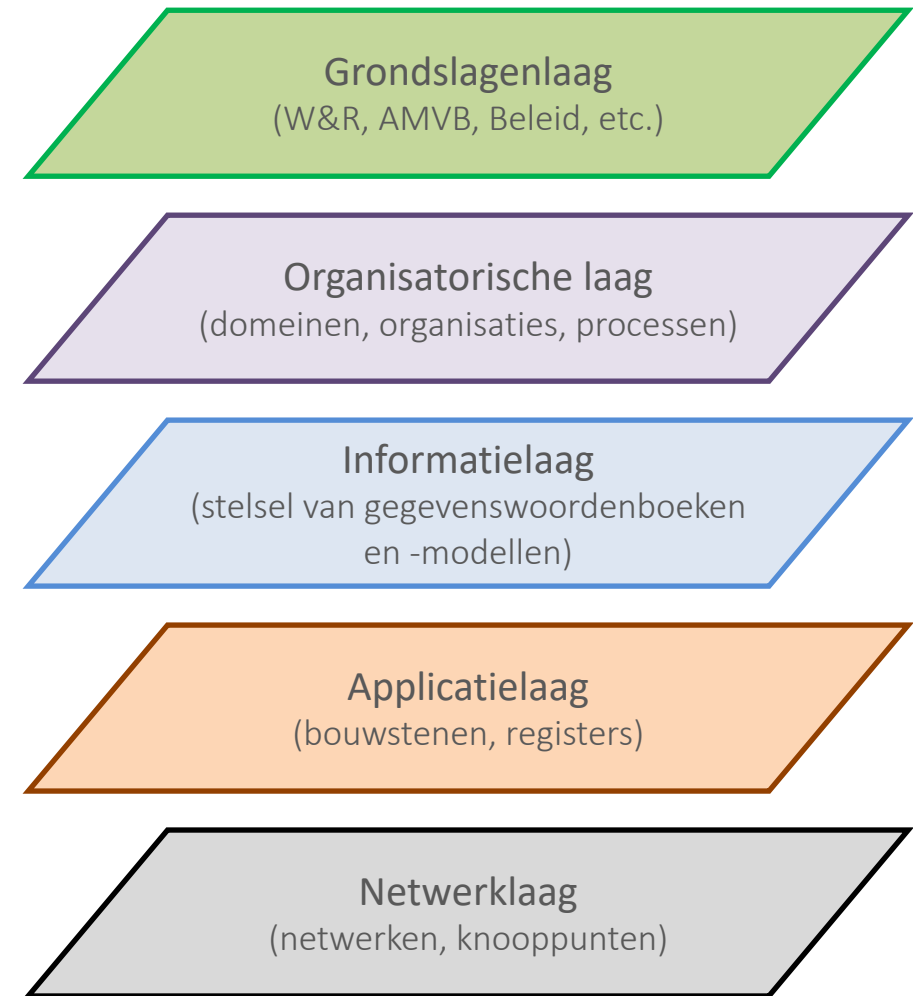 Grondslagenlaag
(W&R, AMVB, Beleid, etc.)
Organisatorische laag
(domeinen, organisaties, processen)
Informatielaag
(stelsel van gegevenswoordenboeken
en -modellen)
Applicatielaag
(bouwstenen, registers)
Netwerklaag
(netwerken, knooppunten)